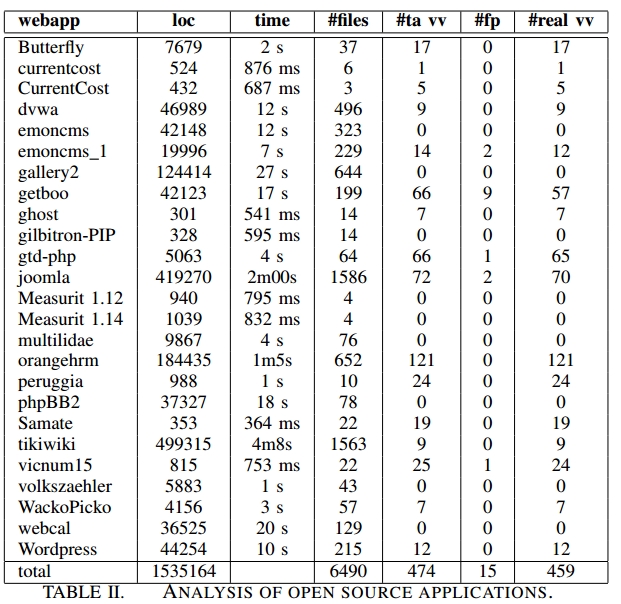 webapp loc time #files #ta vv #fp #real vv
Butterfly 7679 2 s 37 17 0 17
currentcost 524 876 ms 6 1 0 1
CurrentCost 432 687 ms 3 5 0 5
dvwa 46989 12 s 496 9 0 9
emoncms 42148 12 s 323 0 0 0
emoncms_1 19996 7 s 229 14 2 12
gallery2 124414 27 s 644 0 0 0
getboo 42123 17 s 199 66 9 57
ghost 301 541 ms 14 7 0 7
gilbitron-PIP 328 595 ms 14 0 0 0
gtd-php 5063 4 s 64 66 1 65
joomla 419270 2m00s 1586 72 2 70
Measurit 1.12 940 795 ms 4 0 0 0
Measurit 1.14 1039 832 ms 4 0 0 0
multilidae 9867 4 s 76 0 0 0
orangehrm 184435 1m5s 652 121 0 121
peruggia 988 1 s 10 24 0 24
phpBB2 37327 18 s 78 0 0 0
Samate 353 364 ms 22 19 0 19
tikiwiki 499315 4m8s 1563 9 0 9
vicnum15 815 753 ms 22 25 1 24
volkszaehler 5883 1 s 43 0 0 0
WackoPicko 4156 3 s 57 7 0 7
webcal 36525 20 s 129 0 0 0
Wordpress 44254 10 s 215 12 0 12
total 1535164 6490 474 15 459
TABLE II. ANALYSIS OF OPEN SOURCE APPLICATIONS.